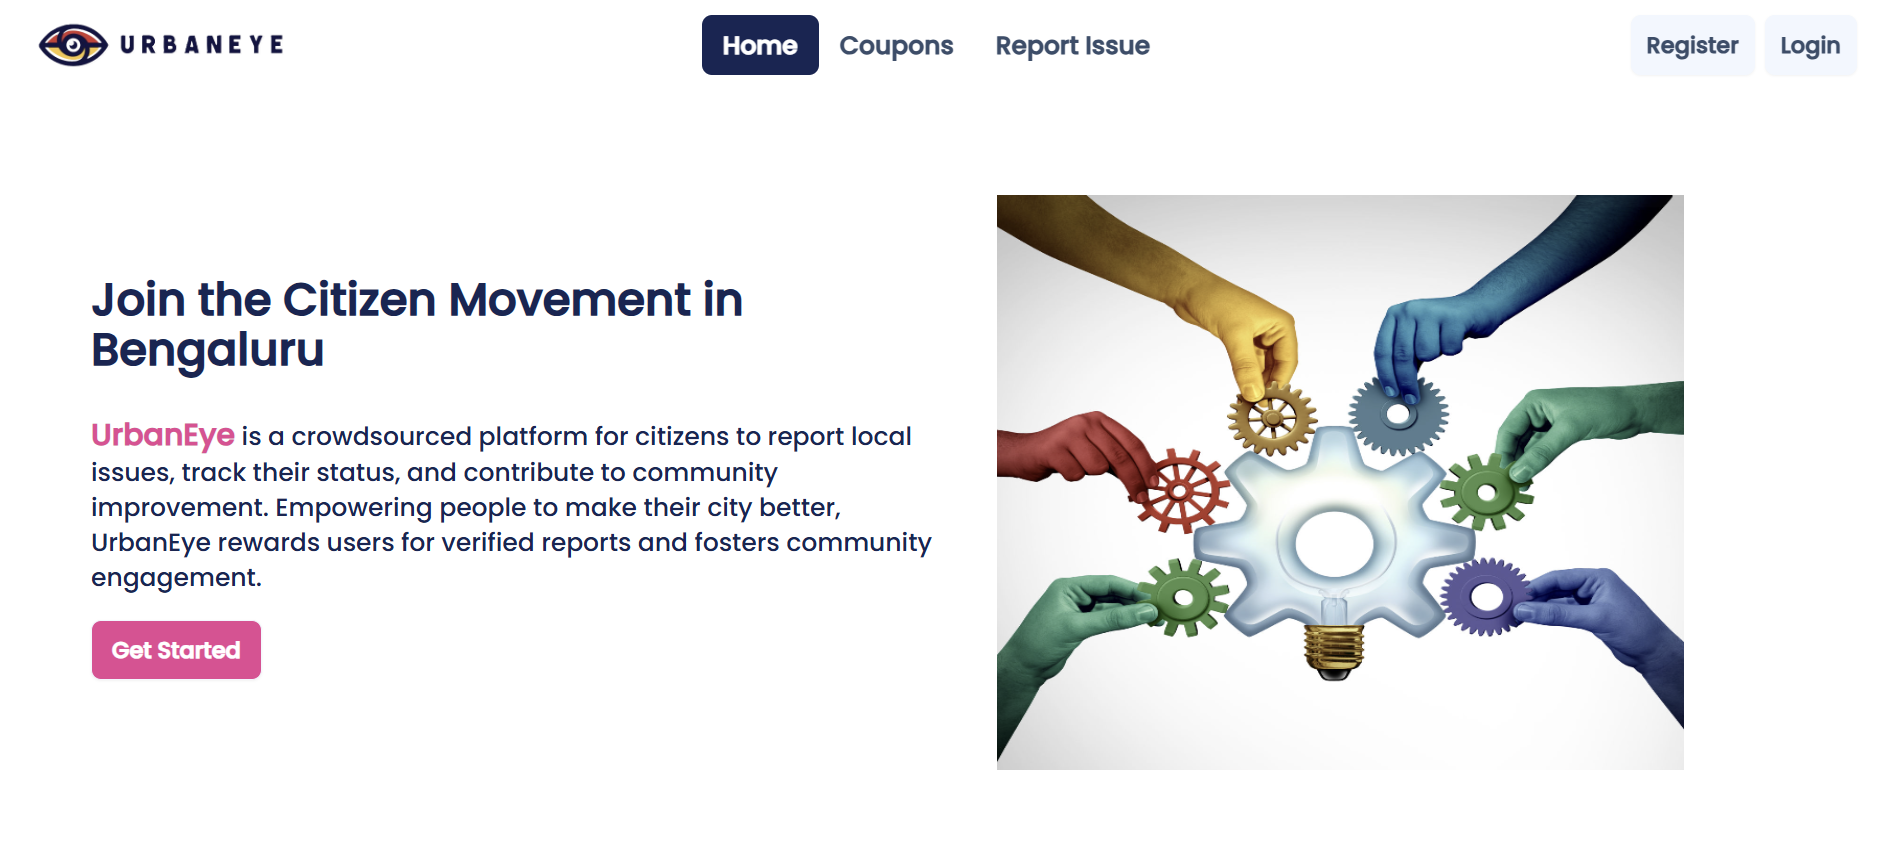 URBANEYE
Home
Coupons
Report Issue
Register
Login
Join the Citizen Movement in
Bengaluru
UrbanEye is a crowdsourced platform for citizens to report local
issues, track their status, and contribute to community
improvement. Empowering people to make their city better,
UrbanEye rewards users for verified reports and fosters community
engagement.
Get Started